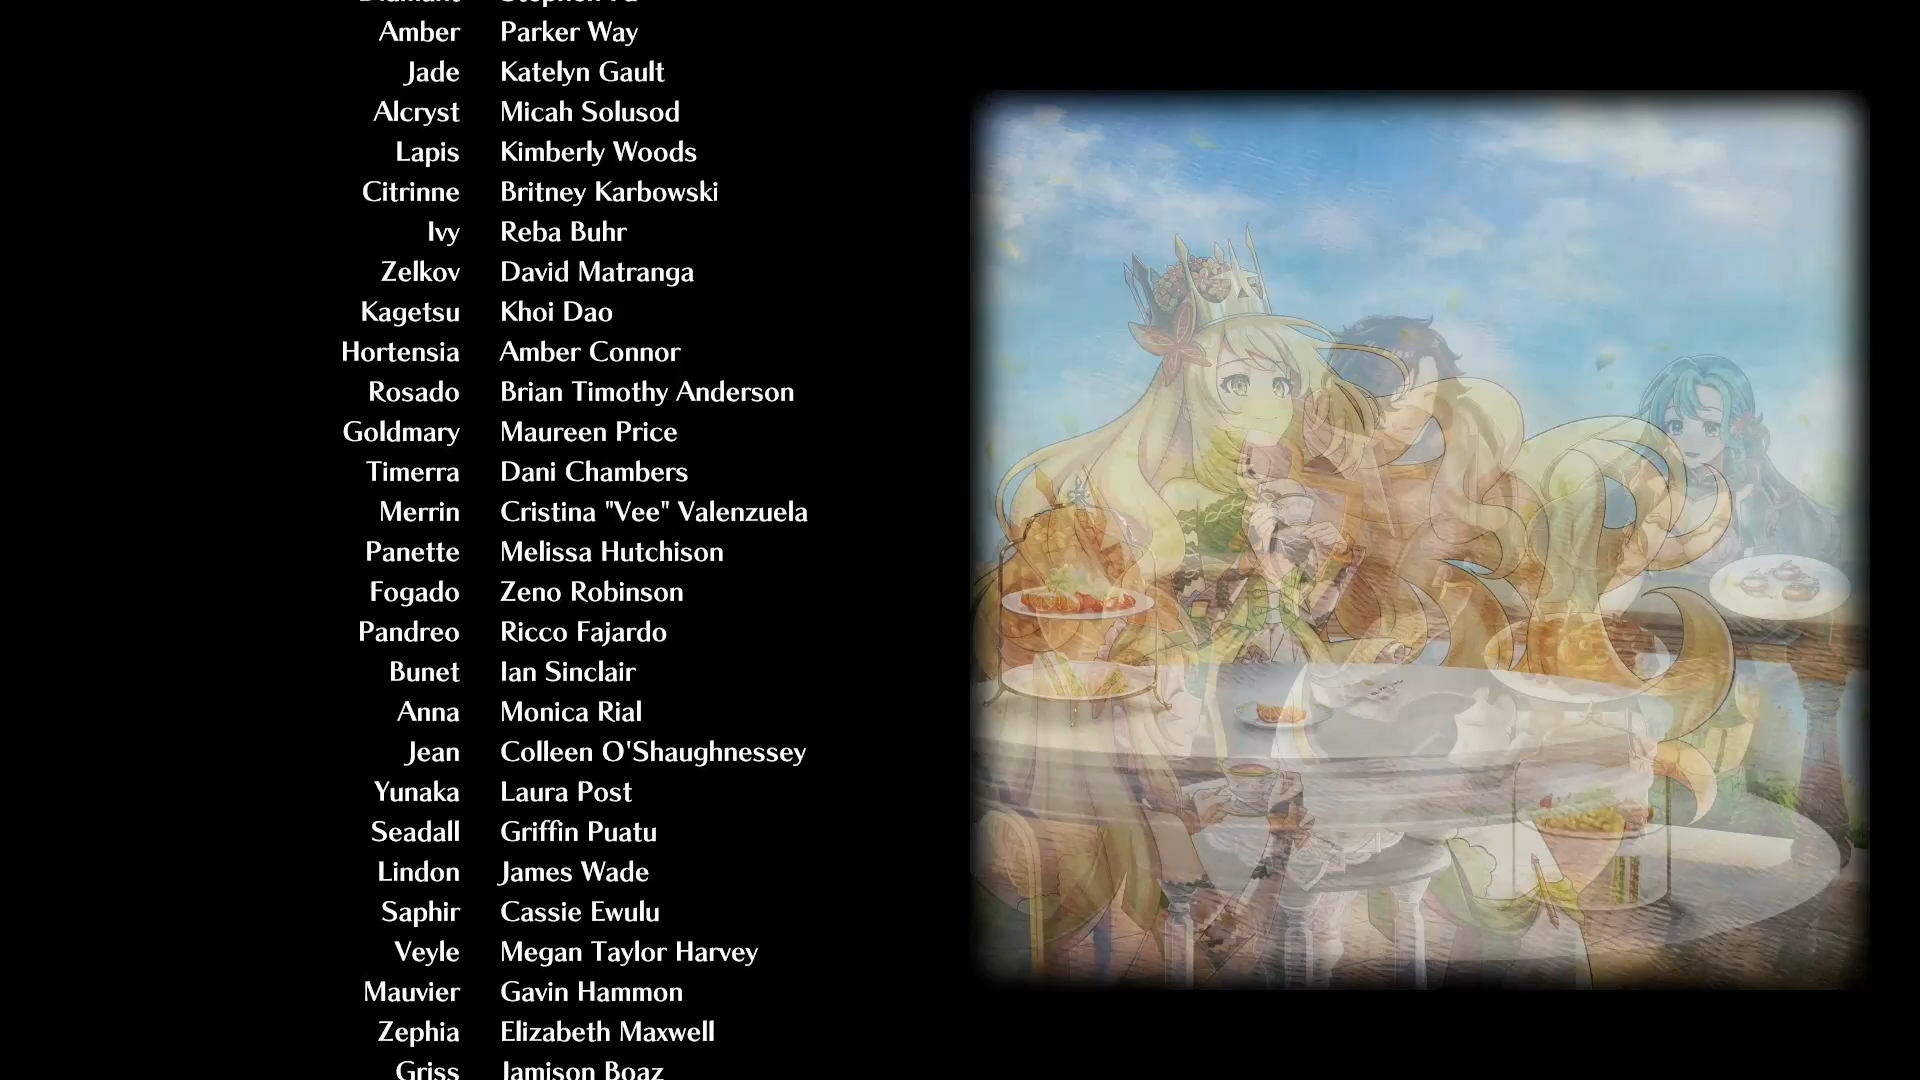 Amber Parker Way
Jade Katelyn Gault
Alcryst Micah Solusod
Lapis Kimberly Woods
Citrinne Britney Karbowski
Ivy Reba Buhr
Zelkov David Matranga
Kagetsu Khoi Dao
Hortensia Amber Connor
Rosado Brian Timothy Anderson
Goldmary Maureen Price
Timerra Dani Chambers
Merrin Cristina "Vee" Valenzuela
Panette Melissa Hutchison
Fogado Zeno Robinson
Pandreo Ricco Fajardo
Bunet Ian Sinclair
Anna Monica Rial
Jean Colleen O'Shaughnessey
Yunaka Laura Post
Seadall Griffin Puatu
Lindon James Wade
Saphir Cassie Ewulu
Veyle Megan Taylor Harvey
Mauvier Gavin Hammon
Zephia Elizabeth Maxwell
Griss Jamison Boaz